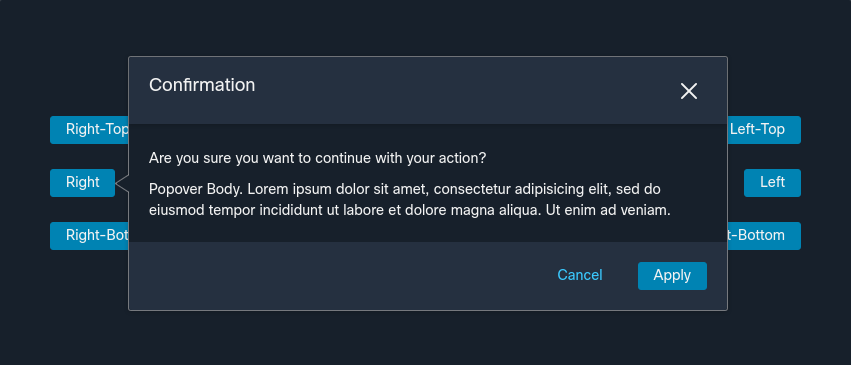 Confirmation
Right-Top
Left-Top
Are you sure you want to continue with your action?
Right
Left
Popover Body. Lorem ipsum dolor sit amet, consectetur adipisicing elit, sed do
eiusmod tempor incididunt ut labore et dolore magna aliqua. Ut enim ad veniam.
Right-Bot
t-Bottom
Cancel
Apply